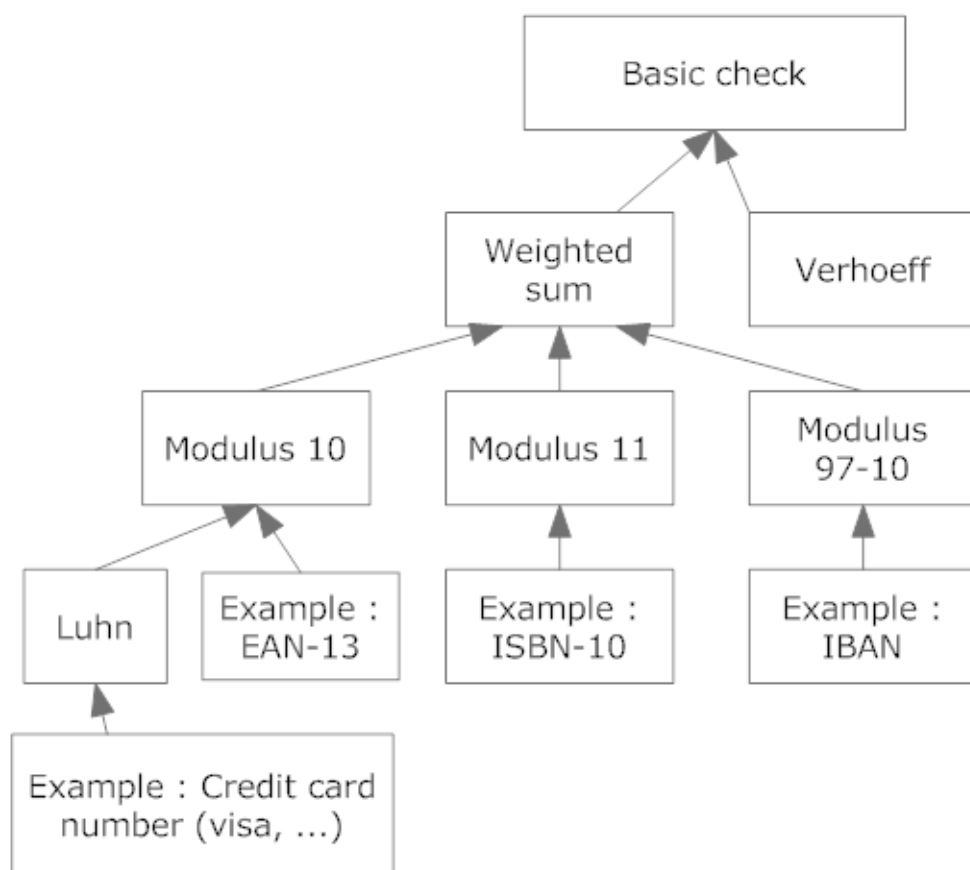 Basic check
Weighted
sum
Verhoeff
Modulus 10
Modulus 11
Modulus
97-10
Luhn
Example :
EAN-13
Example :
ISBN-10
Example :
IBAN
Example : Credit card
number (visa, ...)